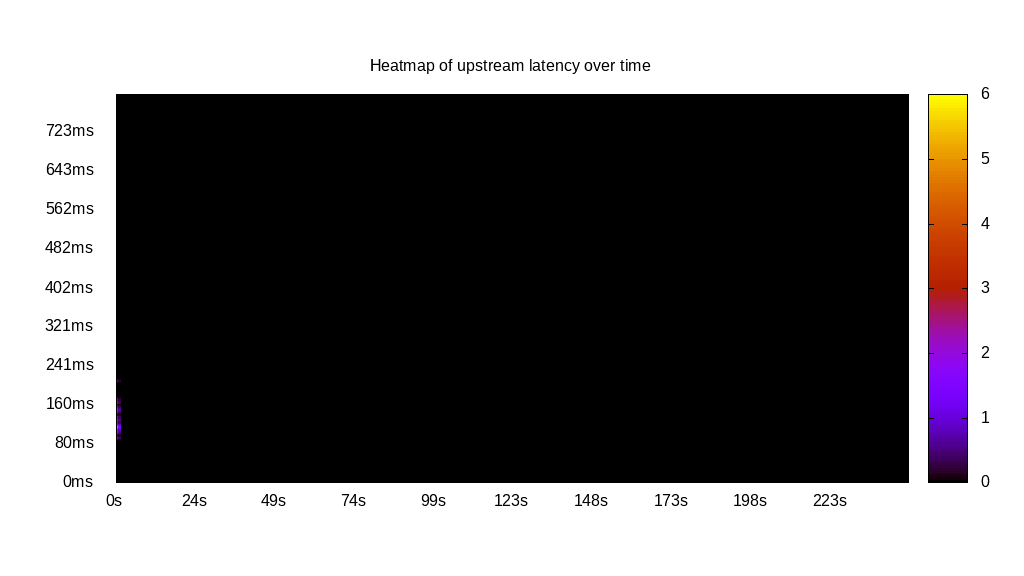 Heatmap of upstream latency over time
723ms
643ms
562ms
482ms
402ms
321ms
241ms
160ms
80ms
0ms
0s 24s 49s 74s 99s 123s 148s 173s 198s 223s
6
5
4
3
2
1
0